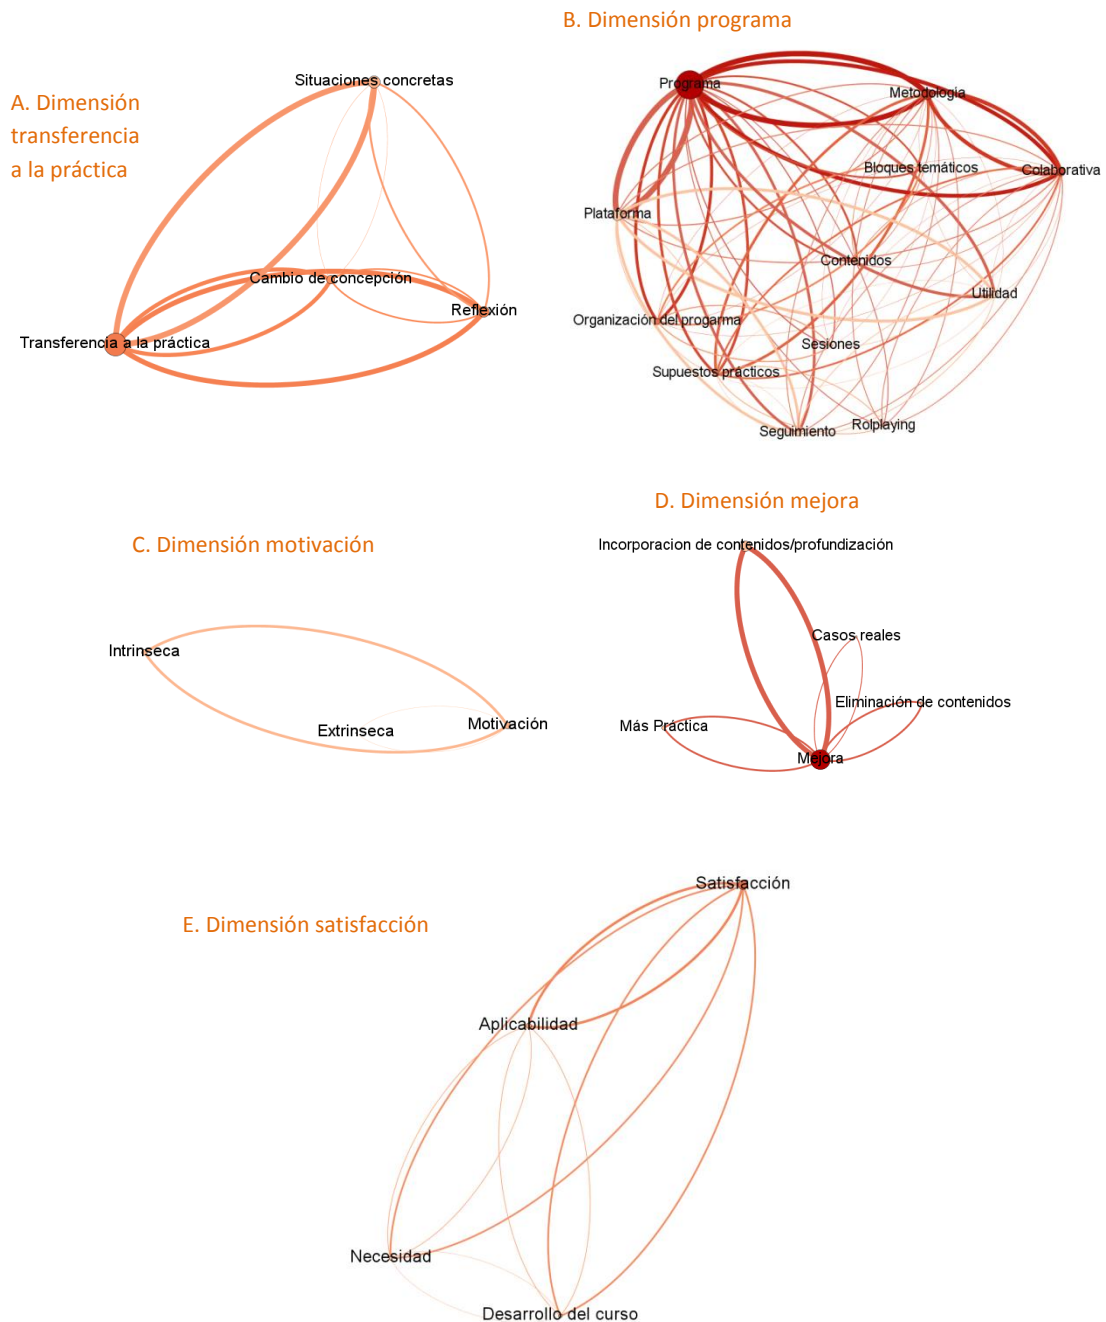 A. Dimensión
transferencia
a la práctica
Situaciones concretas
Cambio de concepción
Reflexión
Transferencia a la práctica
B. Dimensión programa
Programa
Metodologia
Bloques temáticos
Colaborativa
Plataforma
Contenidos
Utilidad
Organización del progarma
Sesiones
Supuestos prácticos
Rolplaying
Seguimiento
C. Dimensión motivación
Intrinseca
Extrinseca
Motivación
D. Dimensión mejora
Incorporacion de contenidos/profundización
Casos reales
Eliminación de contenidos
Más Práctica
Mejora
E. Dimensión satisfacción
Satisfacción
Aplicabilidad
Necesidad
Desarrollo del curso